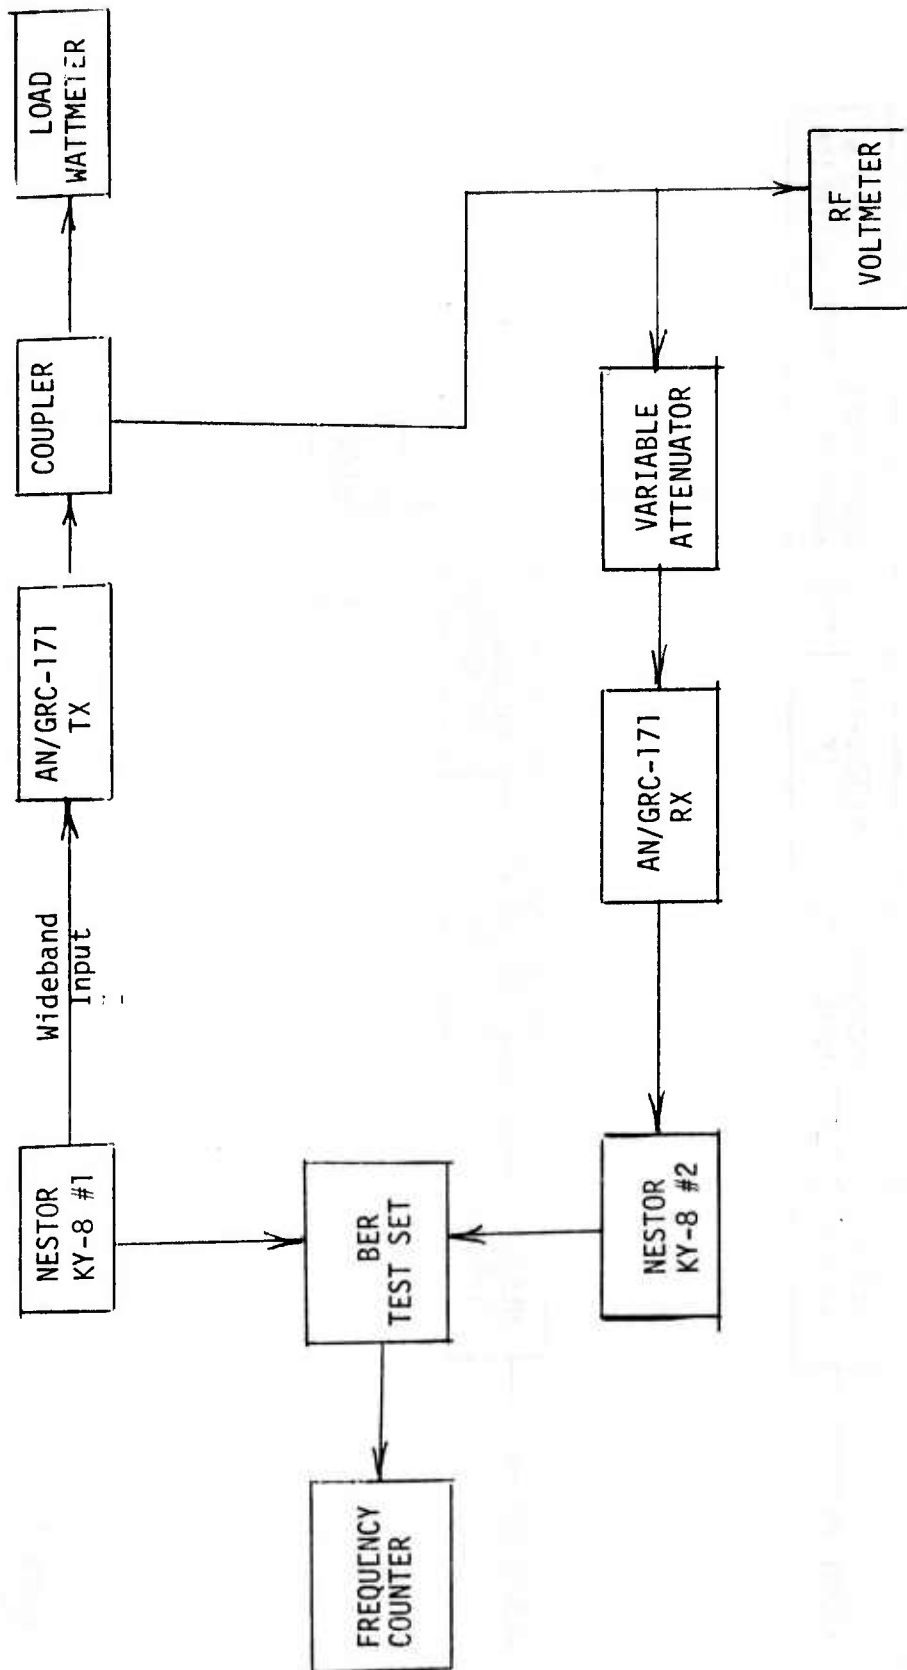 NESTOR
KY-8 #1
Wideband
Input
AN/GRC-171
TX
COUPLER
LOAD
WATTMETER
BER
TEST SET
FREQUENCY
COUNTER
NESTOR
KY-8 #2
AN/GRC-171
RX
VARIABLE
ATTENUATOR
RF
VOLTMETER